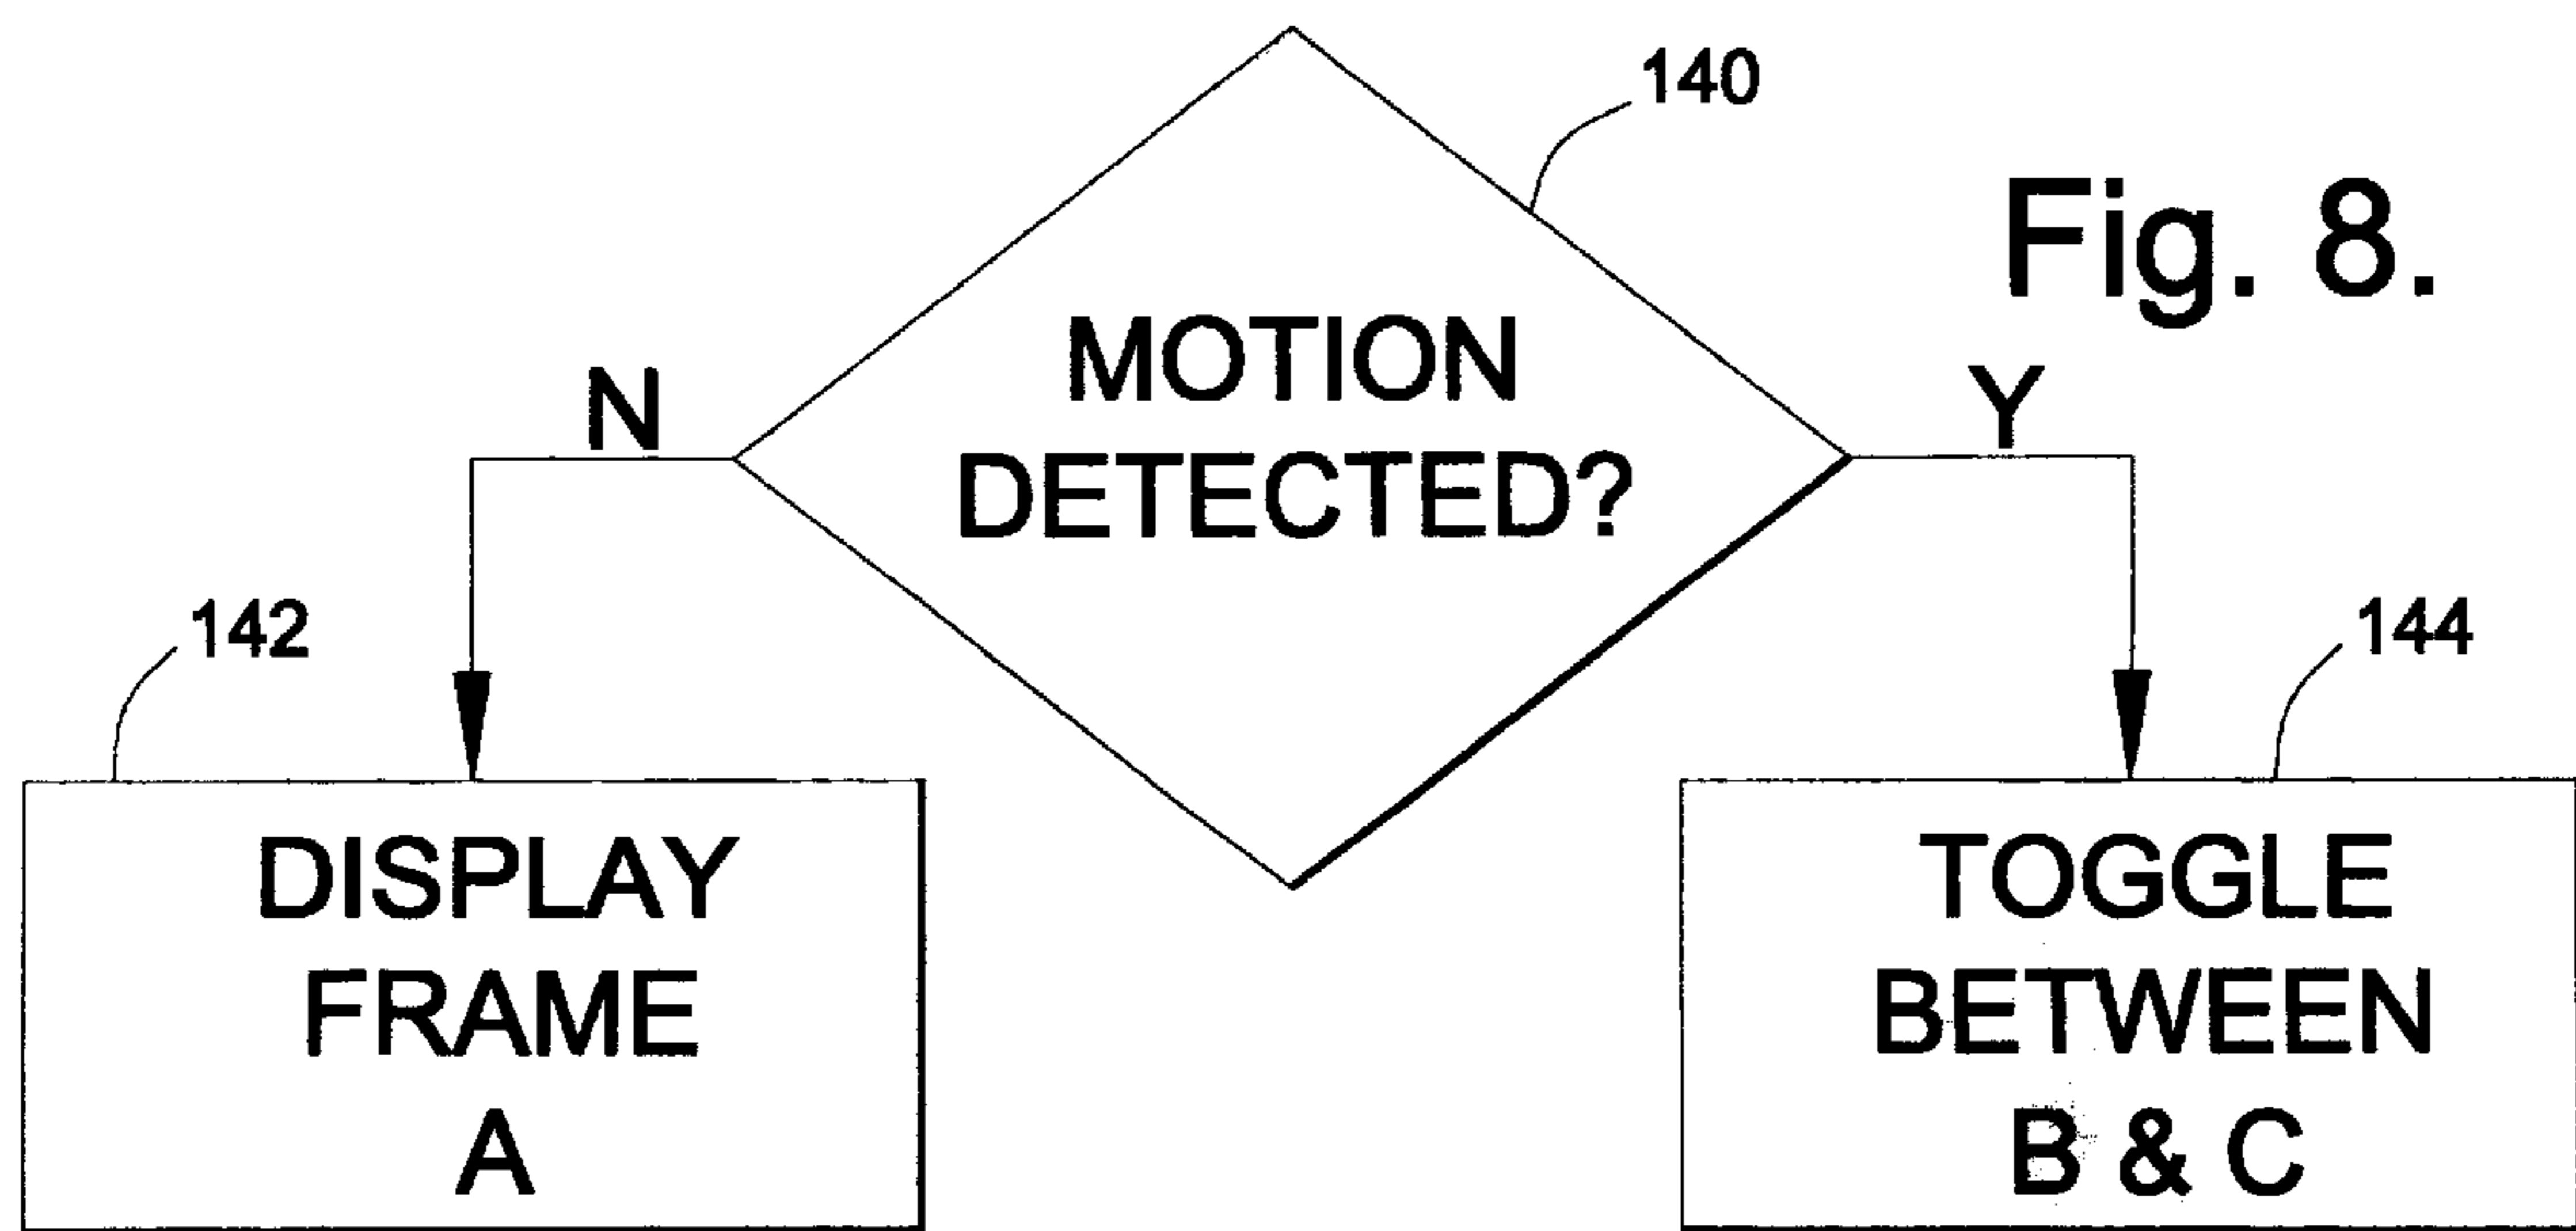 140
Fig. 8.
MOTION
DETECTED?
N
Y
142
144
DISPLAY
FRAME
A
TOGGLE
BETWEEN
B & C